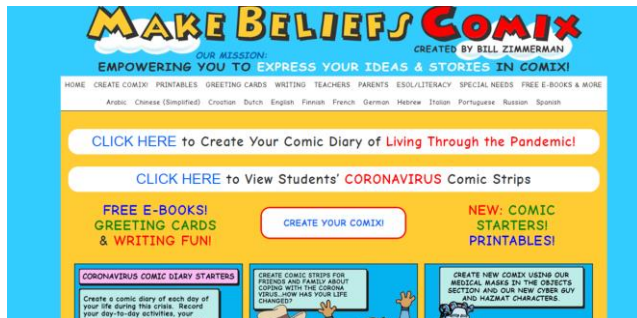 MAKE BELIEFS COMIX
CREATED BY BILL ZIMMERMAN
OUR MISSION:
EMPOWERING YOU TO EXPRESS YOUR IDEAS & STORIES IN COMIX!
HOME CREATE COMIX! PRINTABLES GREETING CARDS WRITING TEACHERS PARENTS ESOL/LITERACY SPECIAL NEEDS FREE E-BOOKS & MORE
Arabic Chinese (Simplified) Croatian Dutch English Finnish French German Hebrew Italian Portuguese Russian Spanish
CLICK HERE to Create Your Comic Diary of Living Through the Pandemic!
CLICK HERE to View Students' CORONAVIRUS Comic Strips
FREE E-BOOKS!
GREETING CARDS
& WRITING FUN!
CREATE YOUR COMIX!
NEW: COMIC
STARTERS!
PRINTABLES!
CORONAVIRUS COMIC DIARY STARTERS
Create a comic diary of each day of
your life during this crisis. Record
your day-to-day activities, your
CREATE COMIC STRIPS FOR
FRIENDS AND FAMILY ABOUT
COPING WITH THE CORONA
VIRUS...HOW HAS YOUR LIFE
CHANGED?
CREATE NEW COMIX USING OUR
MEDICAL MASKS IN THE OBJECTS
SECTION AND OUR NEW CYBER GUY
AND HAZMAT CHARACTERS.